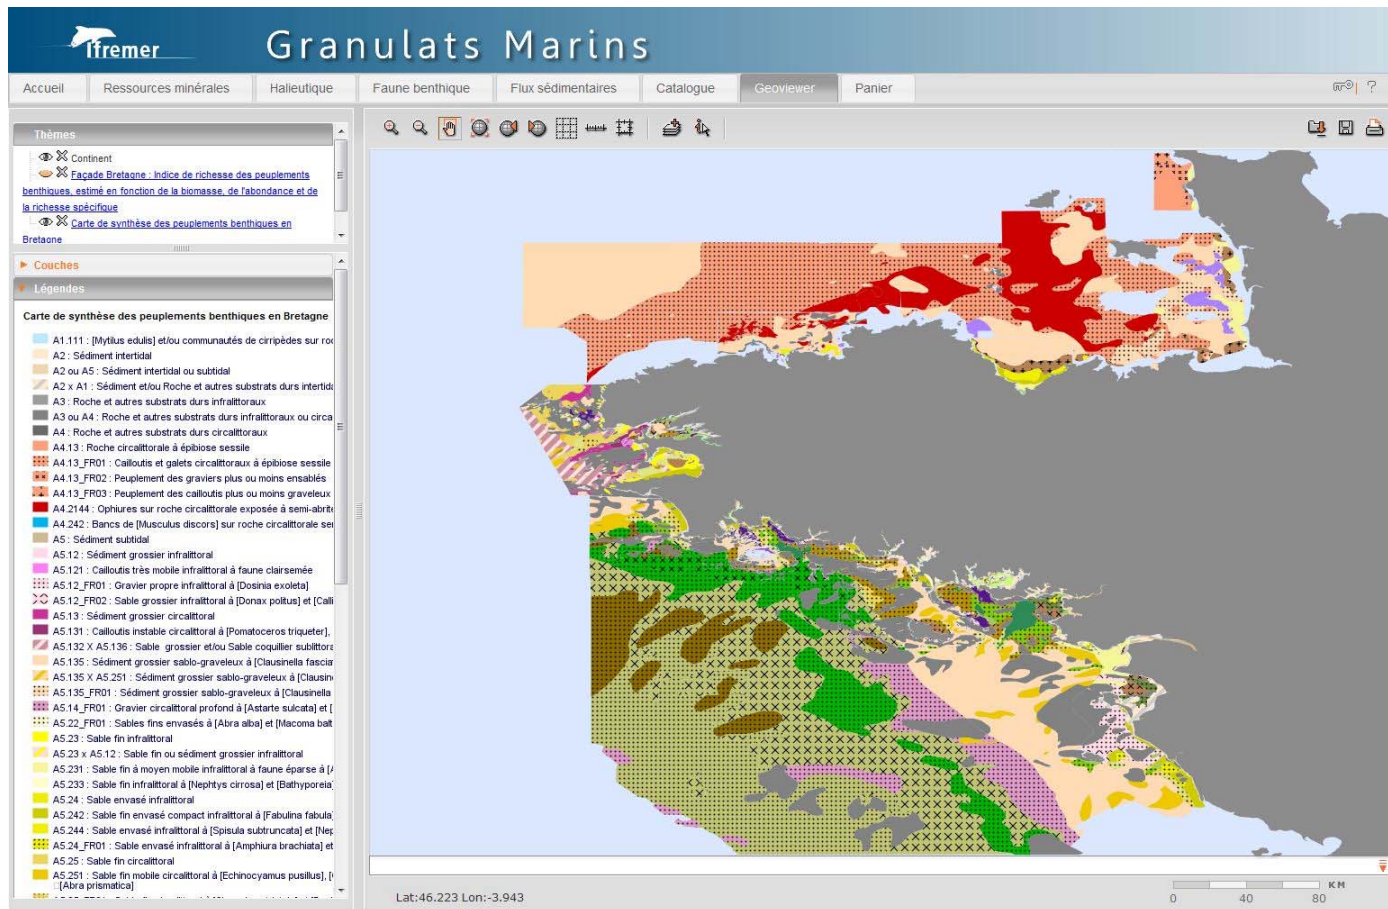 Ifremer
Granulats Marins
Accueil Ressources minérales Halieutique Faune benthique Flux sédimentaires Catalogue Geoviewer Panier ?
Thèmes
Continent
Façade Bretagne : Indice de richesse des peuplements
benthiques, estimé en fonction de la biomasse, de l'abondance et de
la richesse spécifique
Carte de synthèse des peuplements benthiques en
Bretagne
Couches
Légendes
Carte de synthèse des peuplements benthiques en Bretagne
A1.111 : [Mytilus edulis] et/ou communautés de cirripèdes sur ro
A2 : Sédiment intertidal
A2 ou A5 : Sédiment intertidal ou subtidal
A2 x A1 : Sédiment et/ou Roche et autres substrats durs intertid
A3 : Roche et autres substrats durs infralittoraux
A3 ou A4 : Roche et autres substrats durs infralittoraux ou circa
A4 : Roche et autres substrats durs circalittoraux
A4.13 : Roche circalittorale à épibiose sessile
A4.13_FR01 : Cailloutis et galets circalittoraux à épibiose sessile
A4.13_FR02 : Peuplement des graviers plus ou moins ensablés
A4.13_FR03 : Peuplement des cailloutis plus ou moins graveleux
A4.2144 : Ophiures sur roche circalittorale exposée à semi-abrit
A4.242 : Bancs de [Musculus discors] sur roche circalittorale se
A5 : Sédiment subtidal
A5.12 : Sédiment grossier infralittoral
A5.121 : Cailloutis très mobile infralittoral à faune clairsemée
A5.12_FR01 : Gravier propre infralittoral à [Dosinia exoleta]
A5.12_FR02 : Sable grossier infralittoral à [Donax politus] et [Calli
A5.13 : Sédiment grossier circalittoral
A5.131 : Cailloutis instable circalittoral à [Pomatoceros triqueter],
A5.132 X A5.136 : Sable grossier et/ou Sable coquillier sublittora
A5.135 : Sédiment grossier sablo-graveleux à [Clausinella fascia
A5.135 X A5.251 : Sédiment grossier sablo-graveleux à [Clausin
A5.135_FR01 : Sédiment grossier sablo-graveleux à [Clausinella
A5.14_FR01 : Gravier circalittoral profond à [Astarte sulcata] et [
A5.22_FR01 : Sables fins envasés à [Abra alba] et [Macoma balt
A5.23 : Sable fin infralittoral
A5.23 x A5.12 : Sable fin ou sédiment grossier infralittoral
A5.231 : Sable fin à moyen mobile infralittoral à faune éparse à [
A5.233 : Sable fin infralittoral à [Nephtys cirrosa] et [Bathyporeia]
A5.24 : Sable envasé infralittoral
A5.242 : Sable fin envasé compact infralittoral à [Fabulina fabula]
A5.244 : Sable envasé infralittoral à [Spisula subtruncata] et [Nep
A5.24_FR01 : Sable envasé infralittoral à [Amphiura brachiata] et
A5.25 : Sable fin circalittoral
A5.251 : Sable fin mobile circalittoral à [Echinocyamus pusillus], [
[Abra prismatica]
Lat:46.223 Lon:-3.943
KM
0 40 80